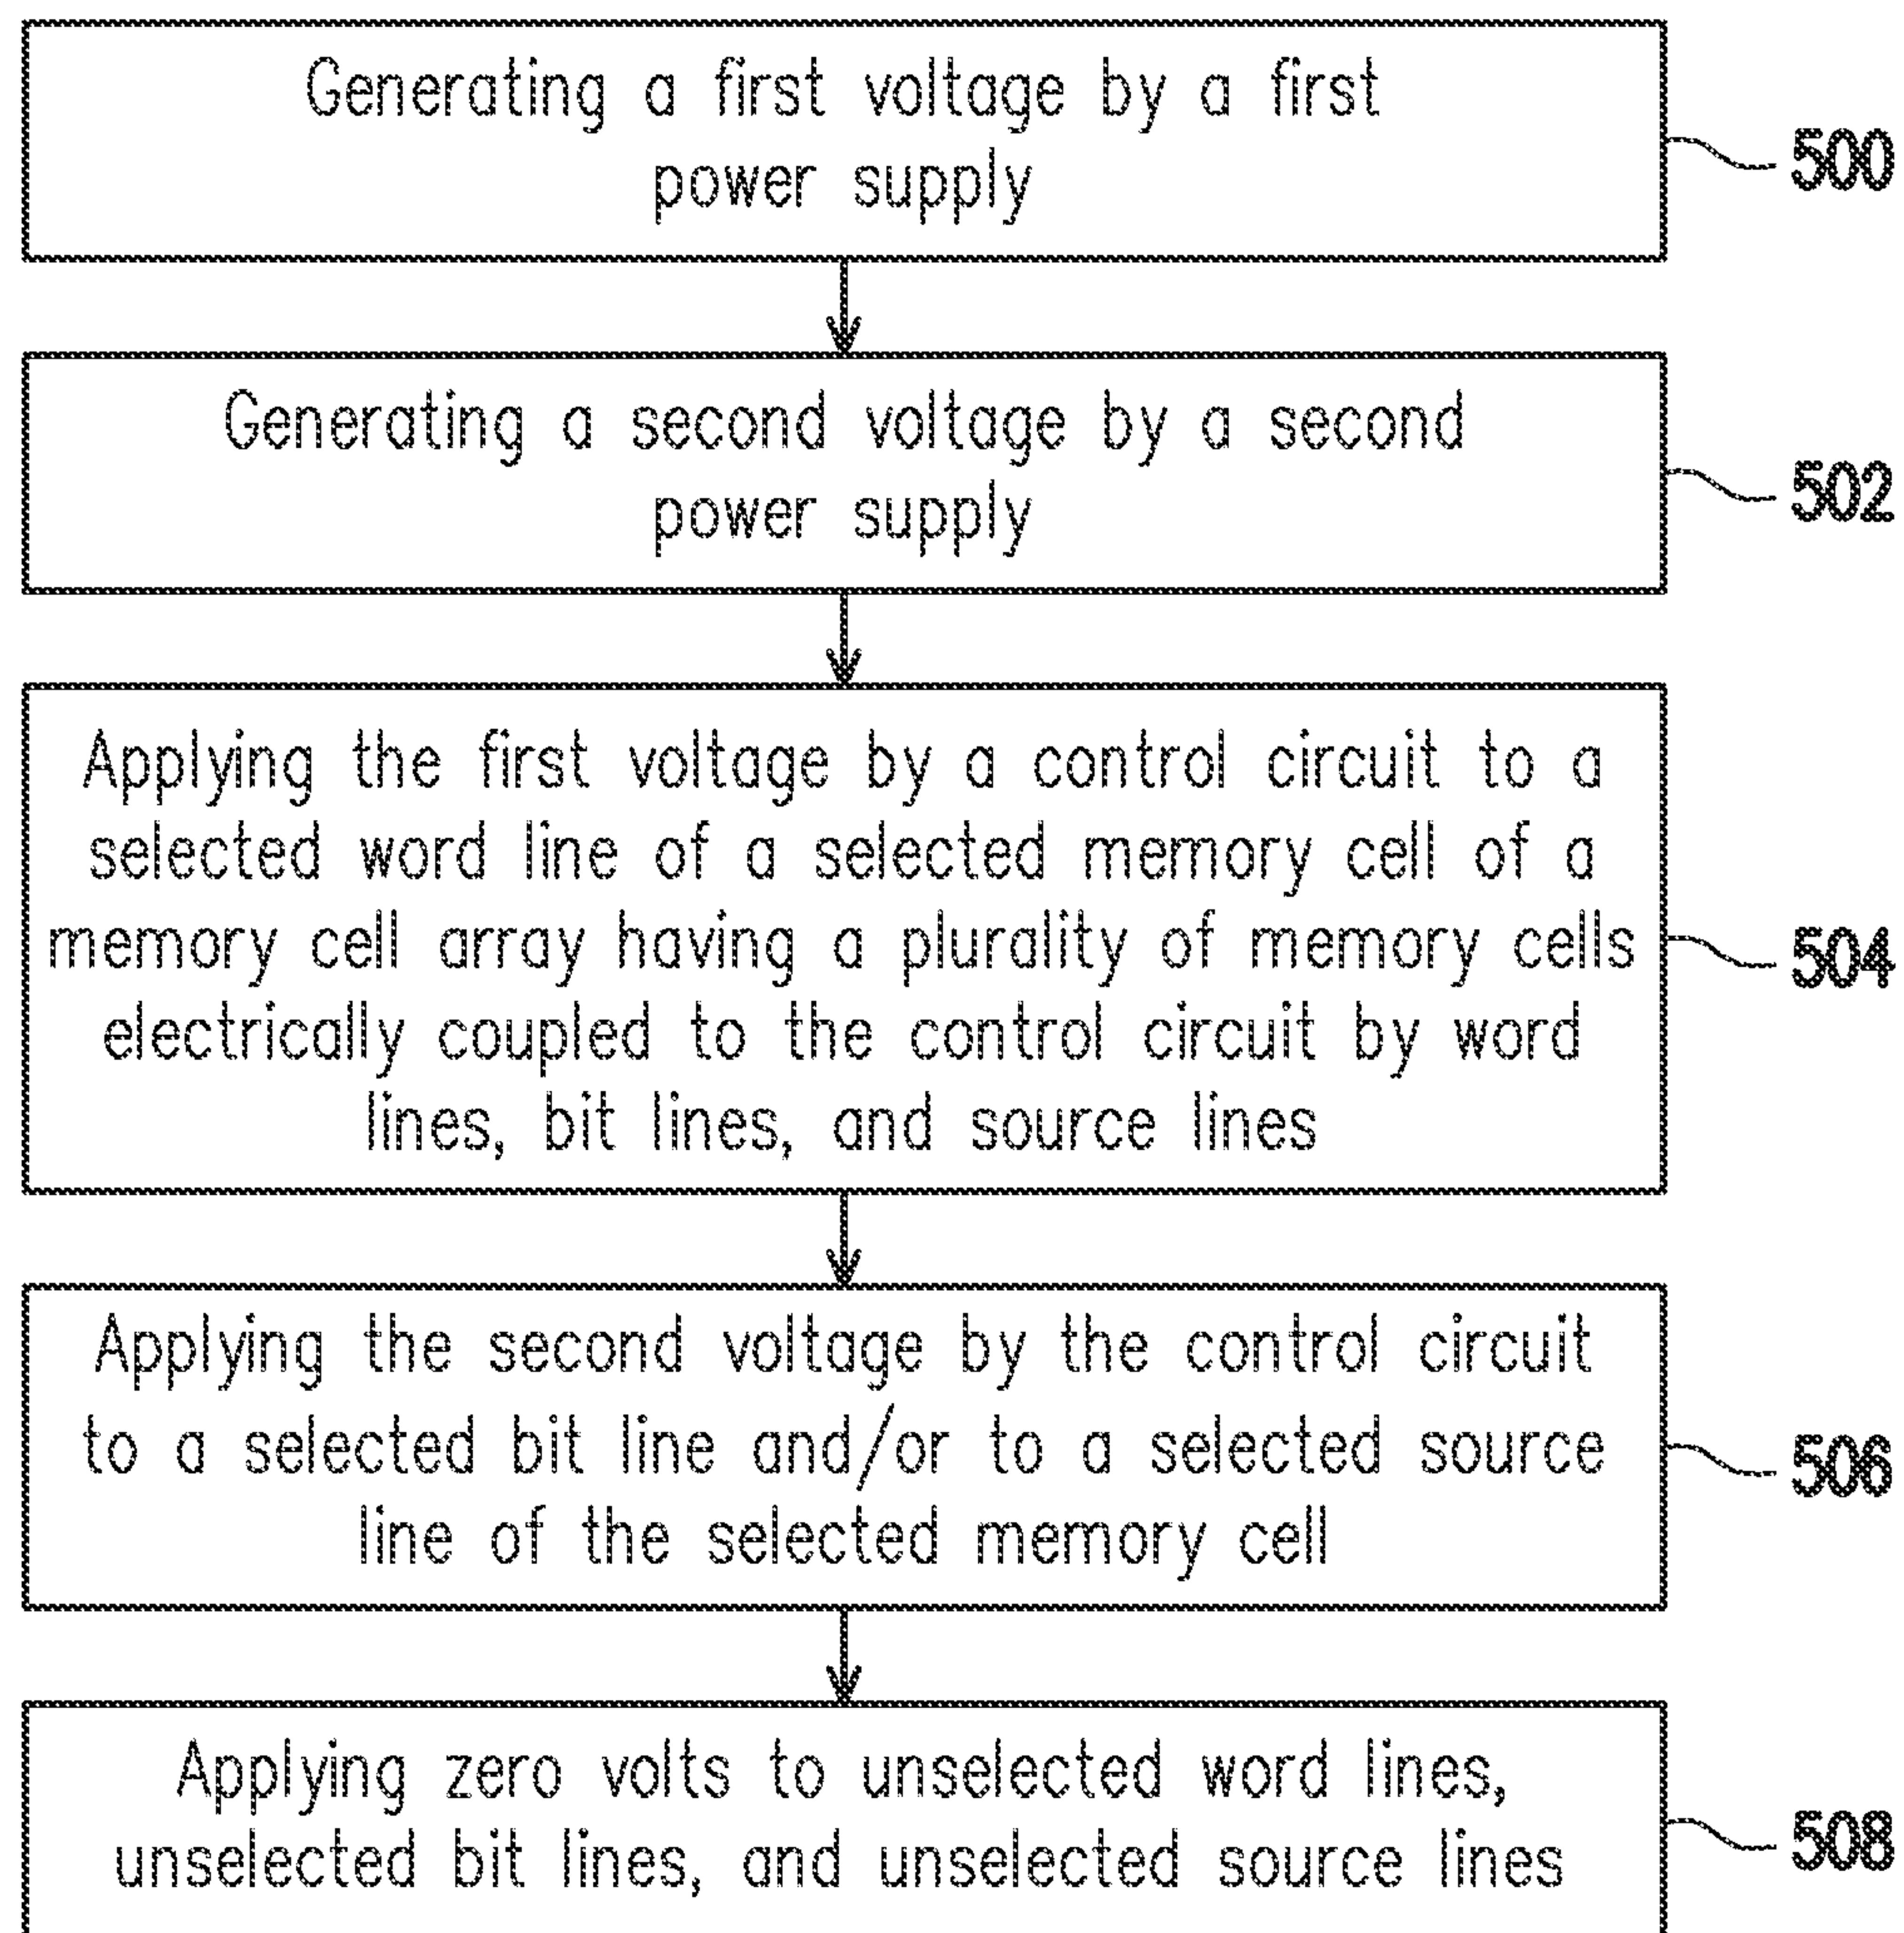 Generating a first voltage by a first
power supply
500
Generating a second voltage by a second
power supply
502
Applying the first voltage by a control circuit to a
selected word line of a selected memory cell of a
memory cell array having a plurality of memory cells
electrically coupled to the control circuit by word
lines, bit lines, and source lines
504
Applying the second voltage by the control circuit
to a selected bit line and/or to a selected source
line of the selected memory cell
506
Applying zero volts to unselected word lines,
unselected bit lines, and unselected source lines
508